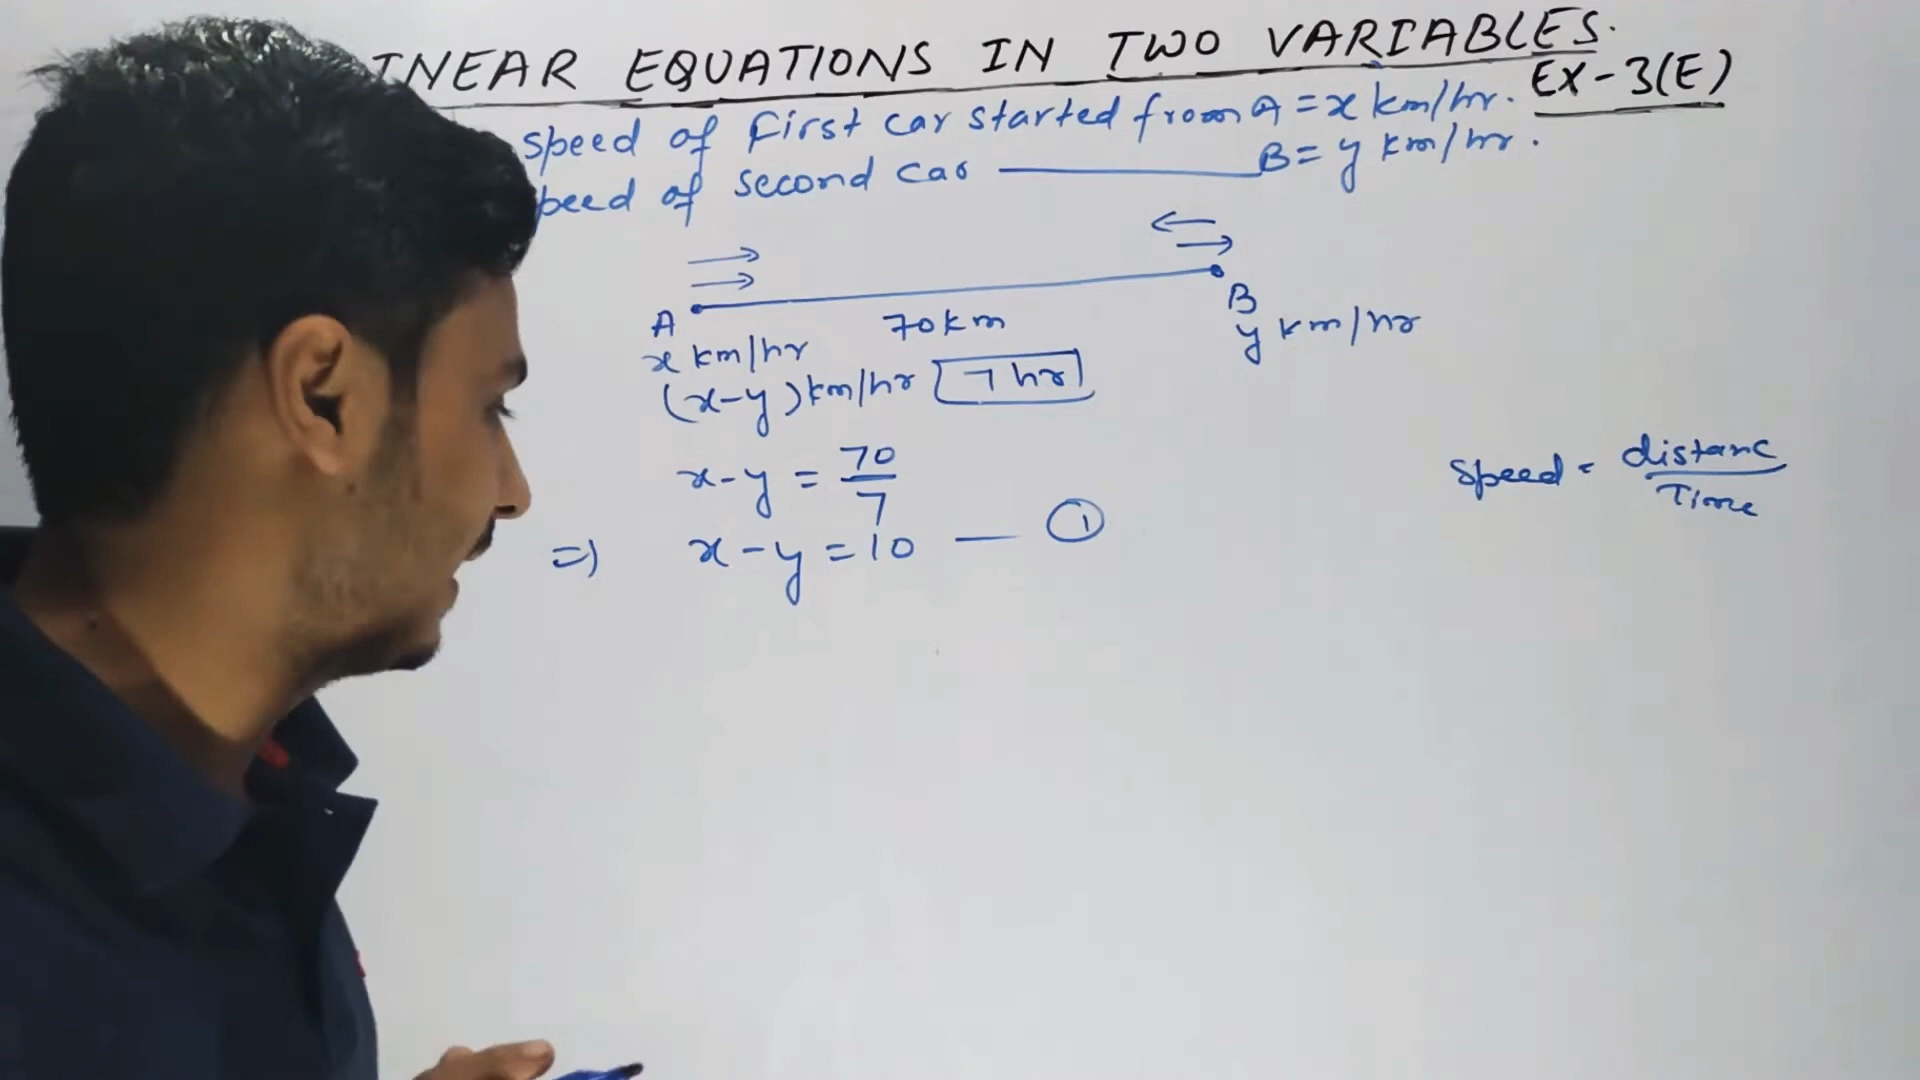 INEAR EQUATIONS IN TWO VARIABLES.
EX-3(E)
speed of First car started from A = x km/hr.
peed of second car ——— B = y km/hr.
A
B
70km
x km/hr
y km/hr
(x-y) km/hr 7 hr
x-y = 70/7
speed = distanc/Time
=) x-y = 10 — ①